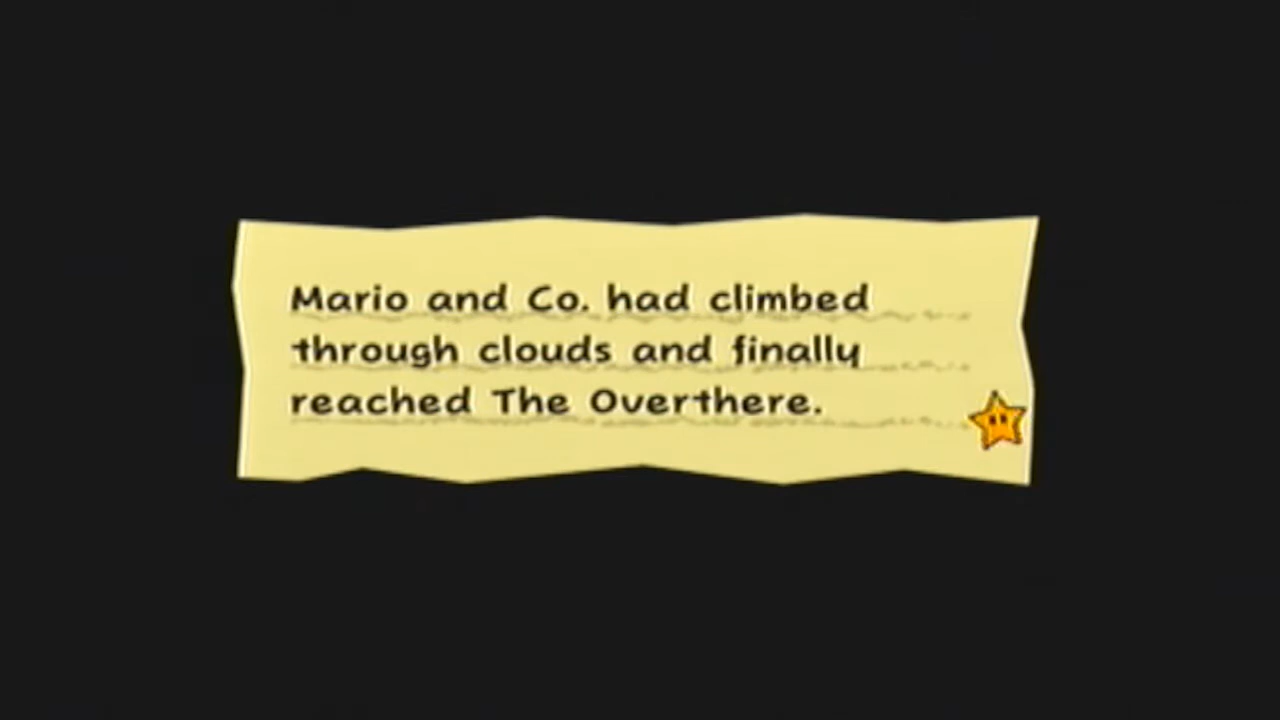 Mario and Co. had climbed
through clouds and finally
reached The Overthere.